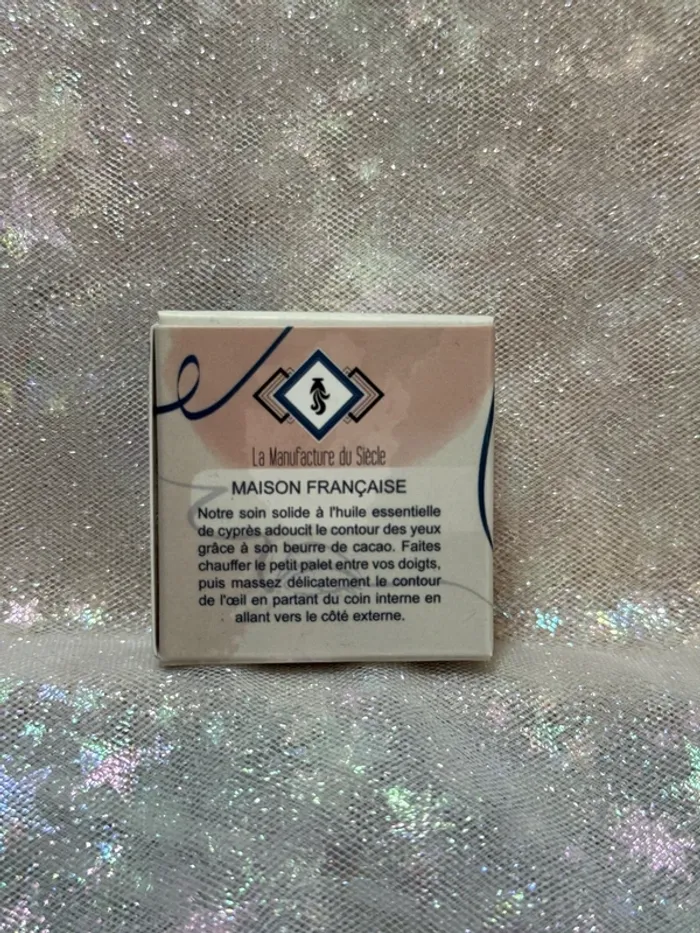 La Manufacture du Siècle
MAISON FRANÇAISE
Notre soin solide à l'huile essentielle
de cyprès adoucit le contour des yeux
grâce à son beurre de cacao. Faites
chauffer le petit palet entre vos doigts,
puis massez délicatement le contour
de l'œil en partant du coin interne en
allant vers le côté externe.